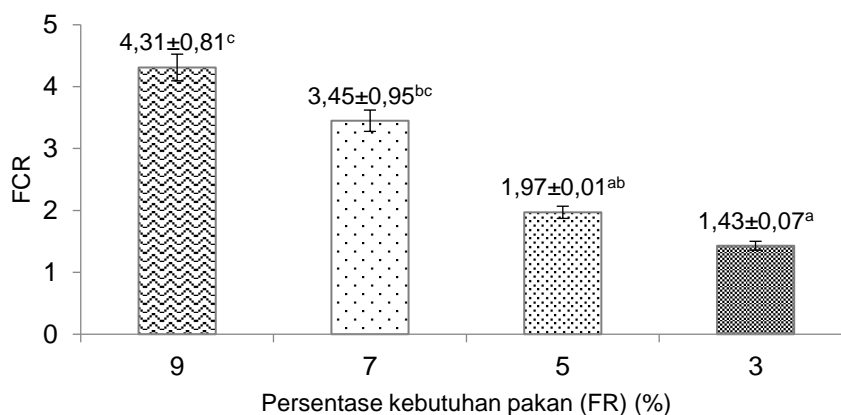 5
4
3
2
1
0
FCR
4,31±0,81ᶜ
3,45±0,95ᵇᶜ
1,97±0,01ᵃᵇ
1,43±0,07ᵃ
9 7 5 3
Persentase kebutuhan pakan (FR) (%)